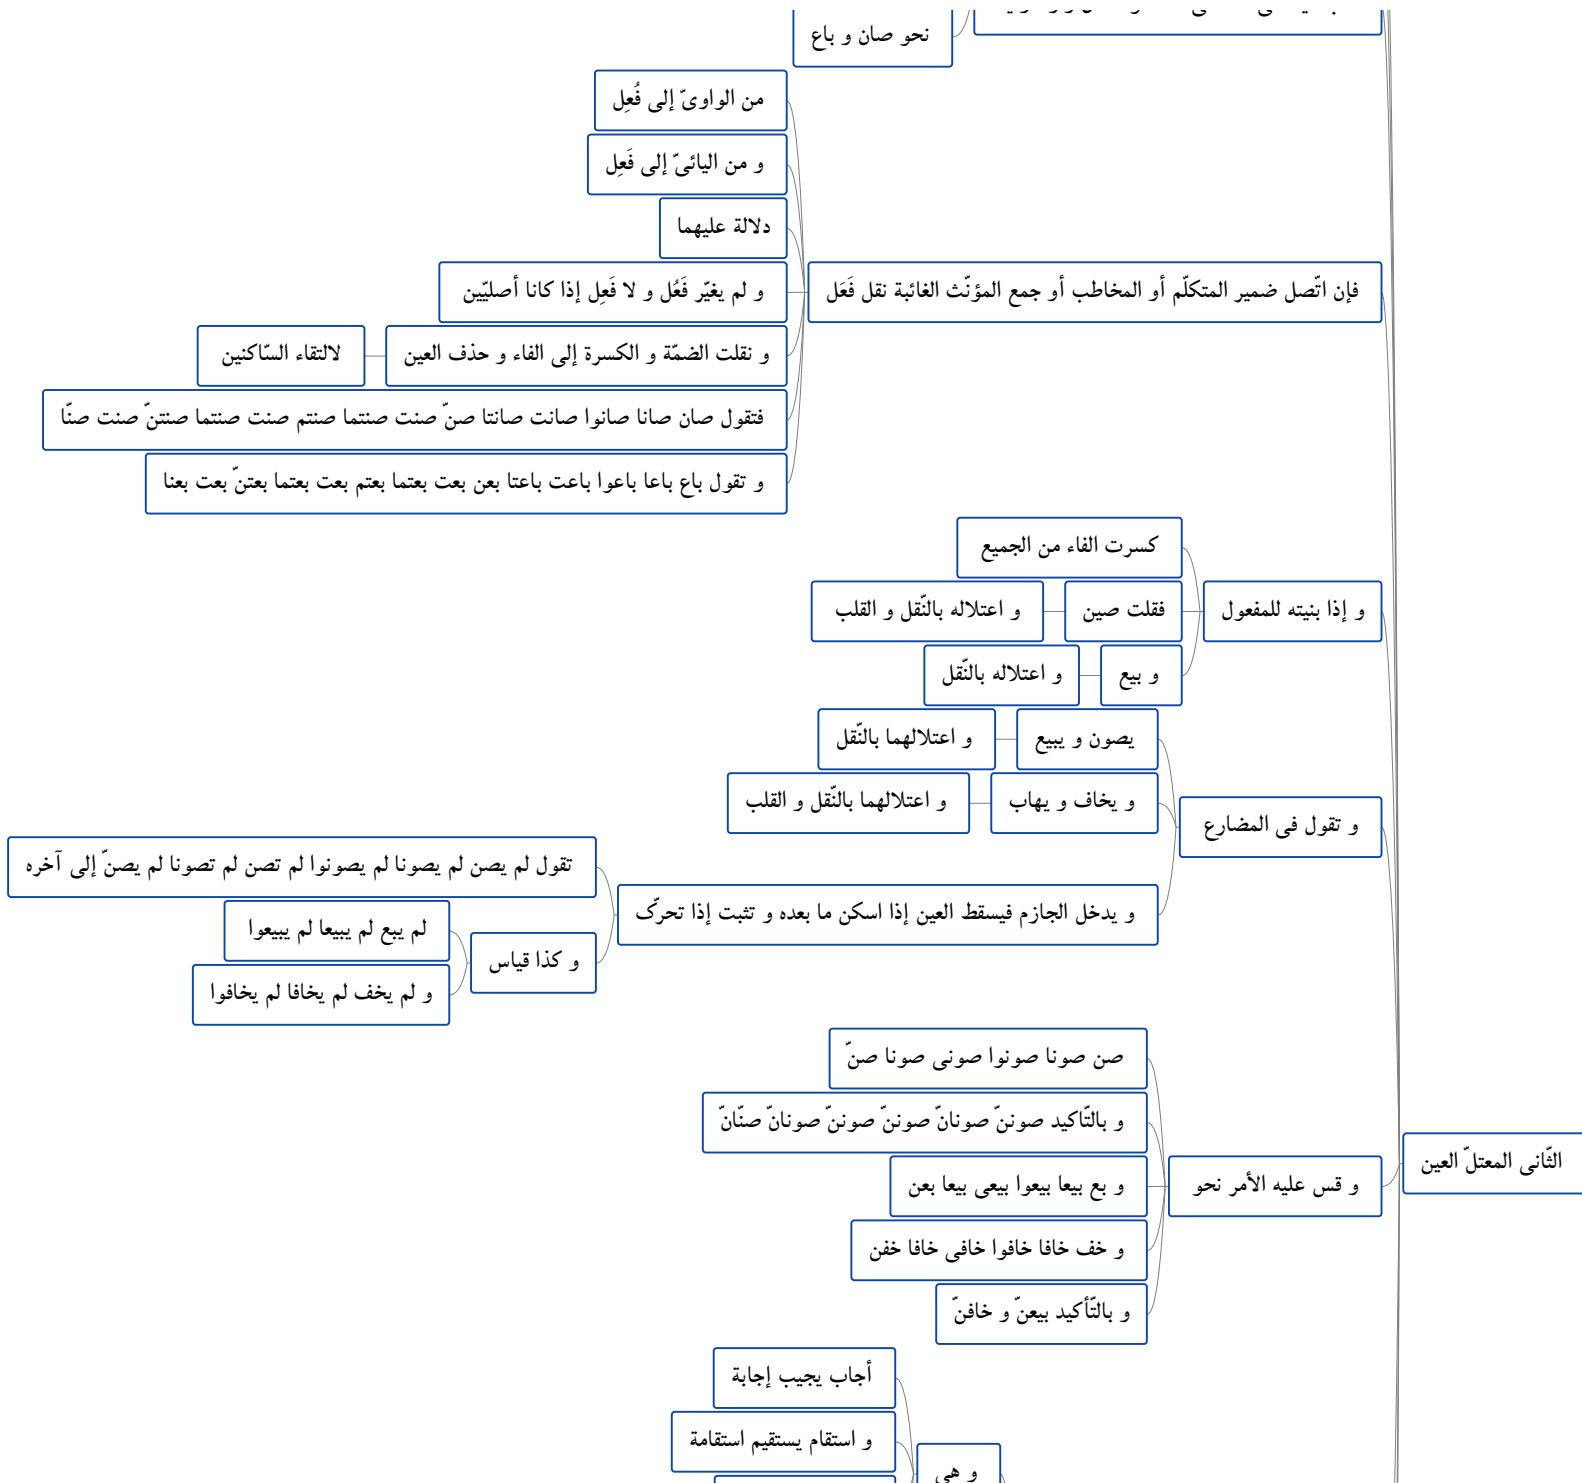 الثّانى المعتلّ العين
نحو صان و باع
فإن اتّصل ضمير المتكلّم أو المخاطب أو جمع المؤنّث الغائبة نقل فَعَل
من الواوىّ إلى فُعِل
و من اليائىّ إلى فَعِل
دلالة عليهما
و لم يغيّر فَعُل و لا فَعِل إذا كانا أصليّين
و نقلت الضمّة و الكسرة إلى الفاء و حذف العين
لالتقاء السّاكنين
فتقول صان صانا صانوا صانت صانتا صنّ صنت صنتما صنتم صنت صنتما صنتنّ صنت صنّا
و تقول باع باعا باعوا باعت باعتا بعن بعت بعتما بعتم بعت بعتما بعتنّ بعت بعنا
و إذا بنيته للمفعول
كسرت الفاء من الجميع
فقلت صين
و اعتلاله بالنّقل و القلب
و بيع
و اعتلاله بالنّقل
و تقول فى المضارع
يصون و يبيع
و اعتلالهما بالنّقل
و يخاف و يهاب
و اعتلالهما بالنّقل و القلب
و يدخل الجازم فيسقط العين إذا اسكن ما بعده و تثبت إذا تحرّك
تقول لم يصن لم يصونا لم يصونوا لم تصن لم تصونا لم يصنّ إلى آخره
و كذا قياس
لم يبع لم يبيعا لم يبيعوا
و لم يخف لم يخافا لم يخافوا
و قس عليه الأمر نحو
صن صونا صونوا صونى صونا صنّ
و بالتّاكيد صوننّ صونانّ صوننّ صوننّ صونانّ صنّانّ
و بع بيعا بيعوا بيعى بيعا بعن
و خف خافا خافوا خافى خافا خفن
و بالتّأكيد بيعنّ و خافنّ
و هى
أجاب يجيب إجابة
و استقام يستقيم استقامة